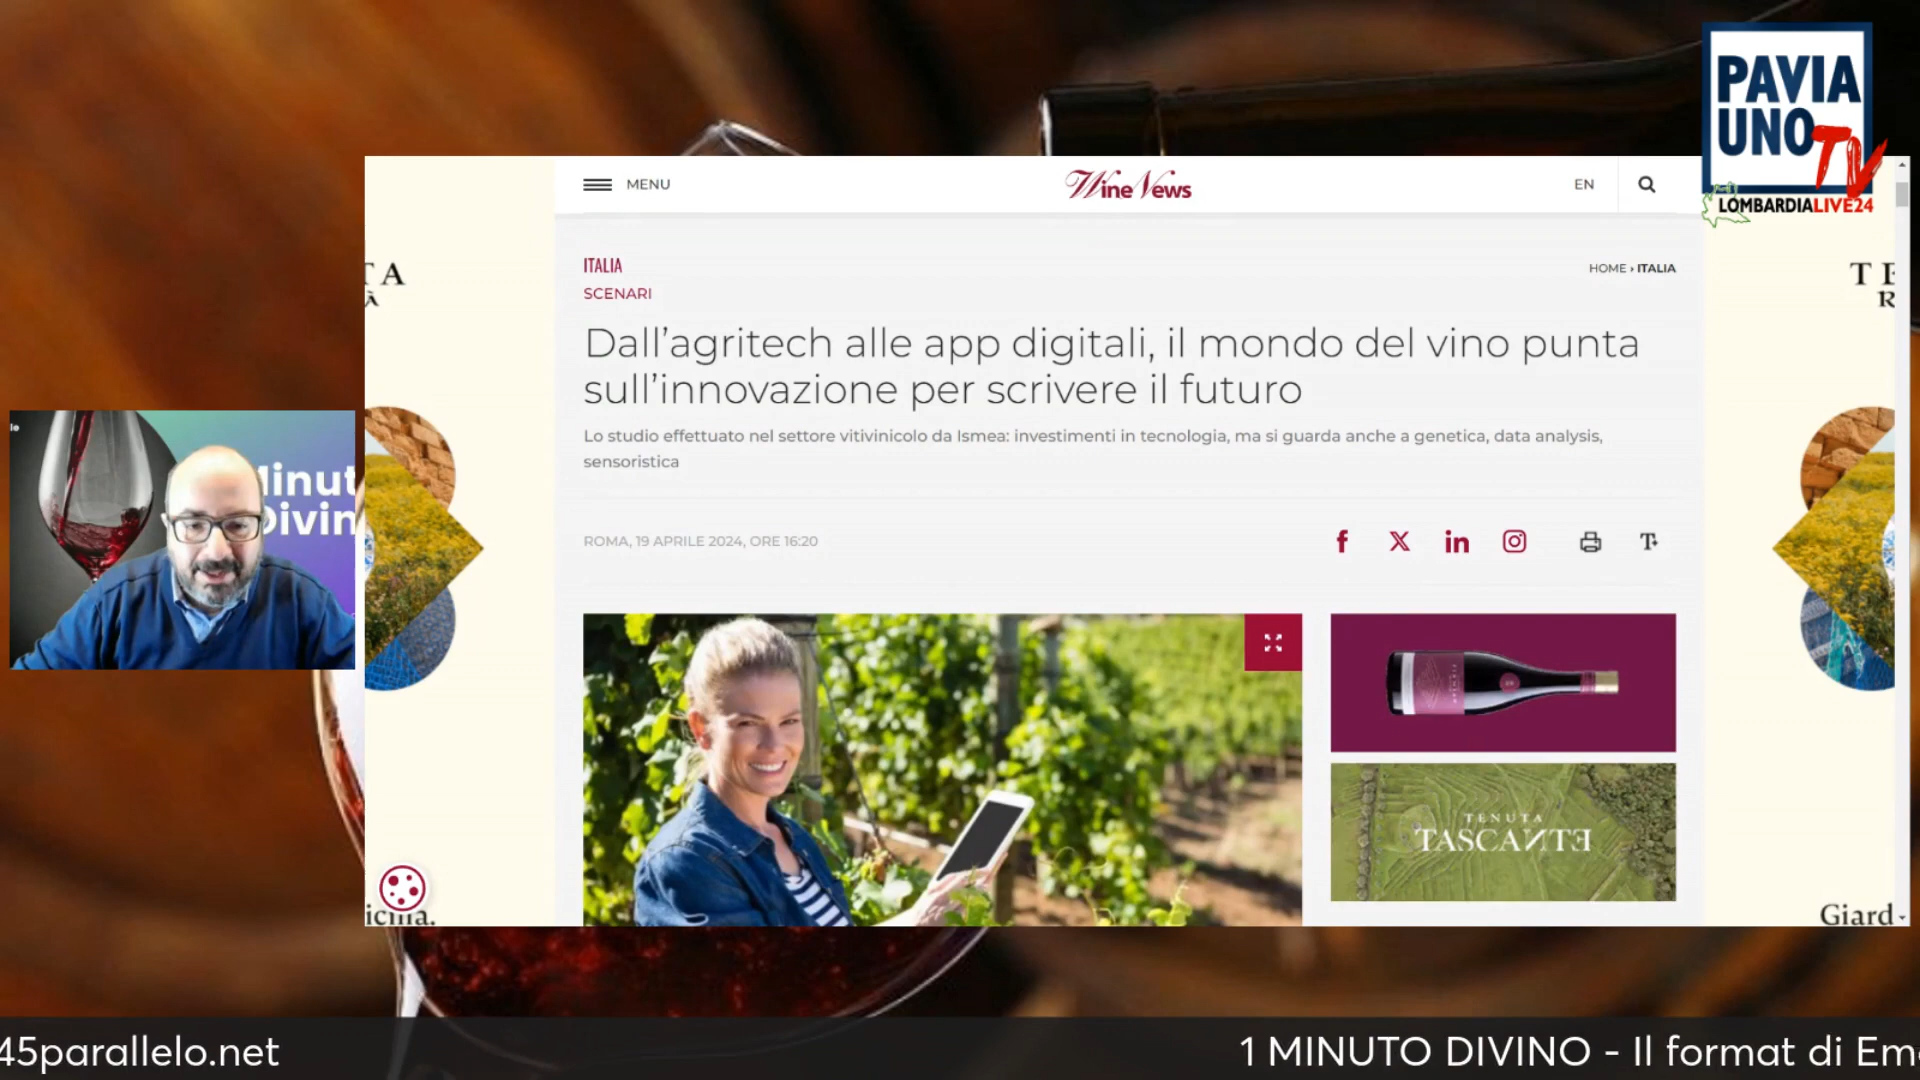 PAVIA
UNO
TV
LOMBARDIALIVE24
MENU
Wine News
EN
ITALIA
SCENARI
HOME › ITALIA
Dall’agritech alle app digitali, il mondo del vino punta
sull’innovazione per scrivere il futuro
Lo studio effettuato nel settore vitivinicolo da Ismea: investimenti in tecnologia, ma si guarda anche a genetica, data analysis,
sensoristica
ROMA, 19 APRILE 2024, ORE 16:20
TENUTA
TASCANTE
Giard
45parallelo.net
1 MINUTO DIVINO - Il format di Em